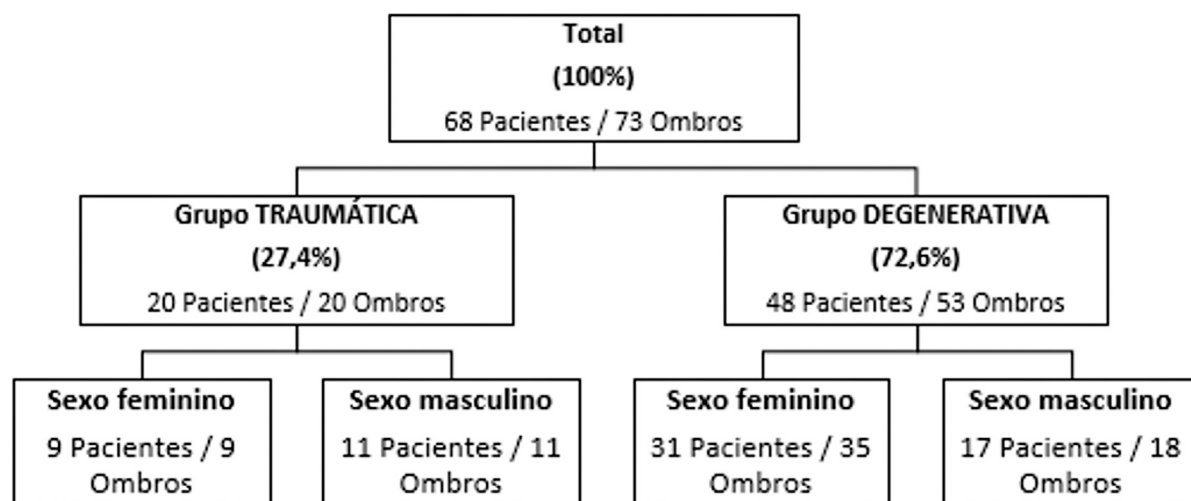 Total
(100%)
68 Pacientes / 73 Ombros
Grupo TRAUMÁTICA
(27,4%)
20 Pacientes / 20 Ombros
Grupo DEGENERATIVA
(72,6%)
48 Pacientes / 53 Ombros
Sexo feminino
9 Pacientes / 9
Ombros
Sexo masculino
11 Pacientes / 11
Ombros
Sexo feminino
31 Pacientes / 35
Ombros
Sexo masculino
17 Pacientes / 18
Ombros